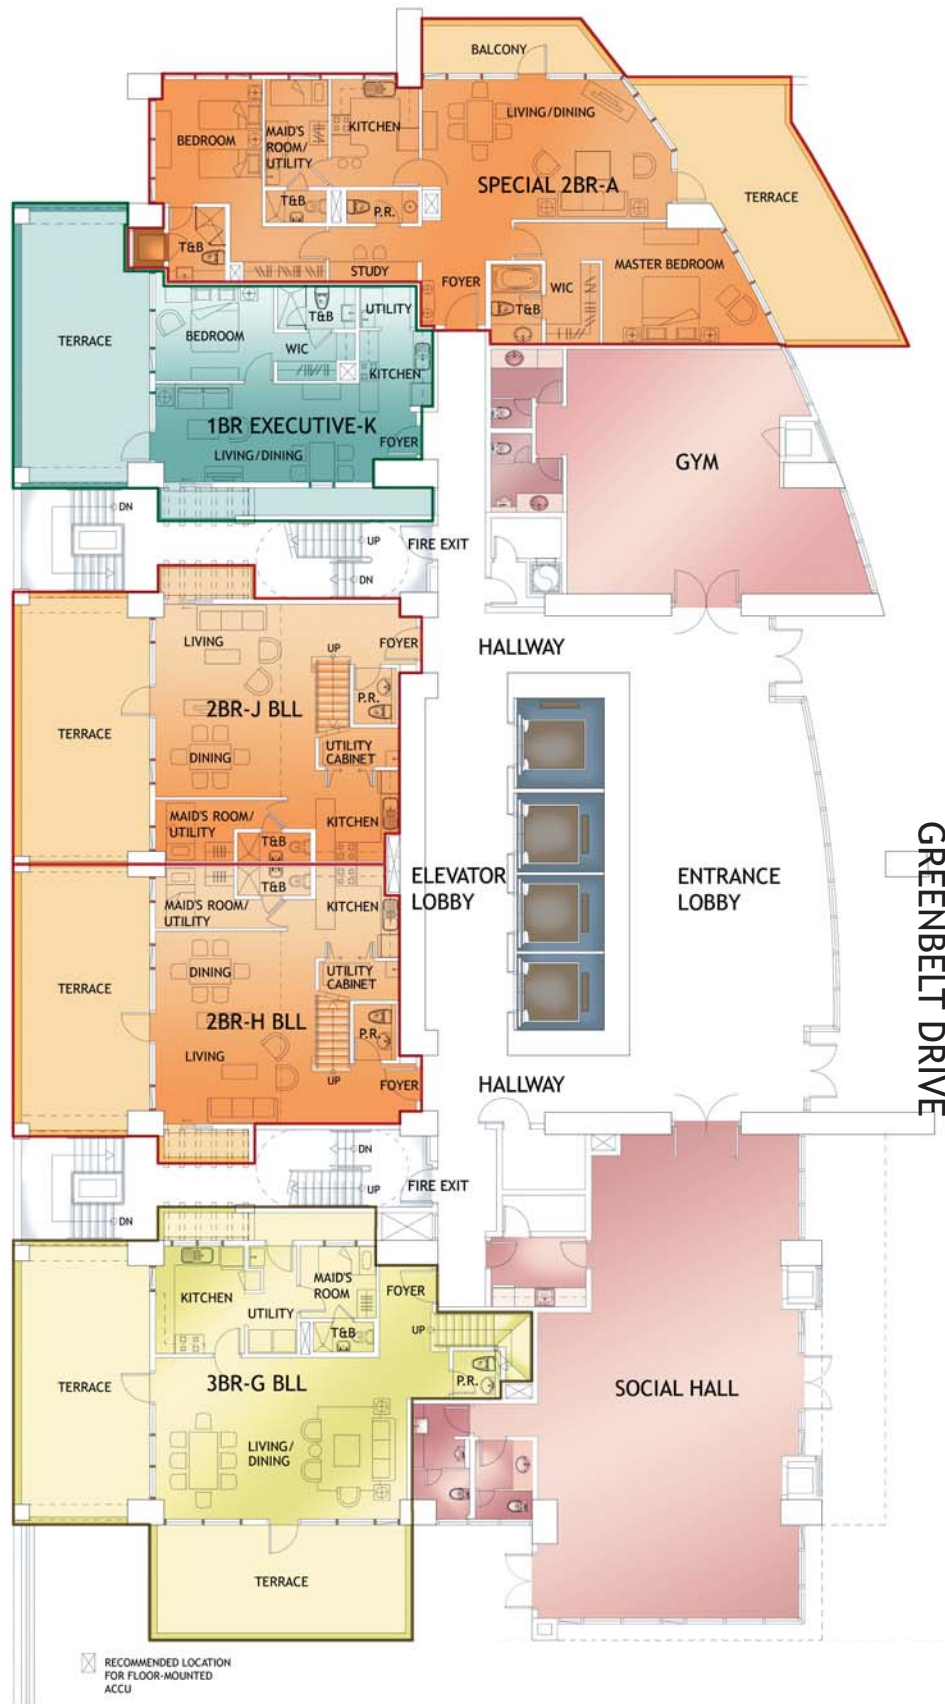 BALCONY
LIVING/DINING
BEDROOM
MAID'S
ROOM/
UTILITY
KITCHEN
SPECIAL 2BR-A
TERRACE
T&B
P.R.
T&B
STUDY
FOYER
MASTER BEDROOM
WIC
T&B
TERRACE
BEDROOM
T&B
UTILITY
WIC
KITCHEN
1BR EXECUTIVE-K
FOYER
LIVING/DINING
GYM
DN
UP
FIRE EXIT
DN
LIVING
UP
FOYER
HALLWAY
P.R.
2BR-J BLL
TERRACE
DINING
UTILITY
CABINET
MAID'S ROOM/
UTILITY
KITCHEN
T&B
ELEVATOR
LOBBY
ENTRANCE
LOBBY
GREENBELT DRIVE
T&B
MAID'S ROOM/
UTILITY
KITCHEN
DINING
UTILITY
CABINET
TERRACE
2BR-H BLL
P.R.
LIVING
UP
FOYER
HALLWAY
DN
UP
FIRE EXIT
DN
KITCHEN
MAID'S
ROOM
FOYER
UTILITY
T&B
UP
TERRACE
3BR-G BLL
P.R.
SOCIAL HALL
LIVING/
DINING
TERRACE
RECOMMENDED LOCATION
FOR FLOOR-MOUNTED
ACCU